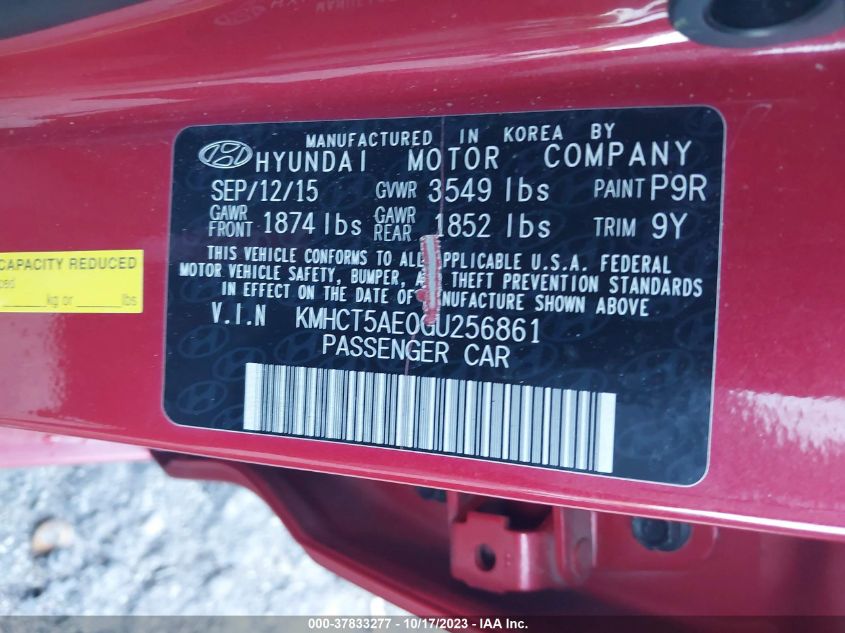 MANUFACTURED IN KOREA BY
HYUNDAI MOTOR COMPANY
SEP/12/15 GVWR 3549 lbs PAINT P9R
GAWR FRONT 1874 lbs GAWR REAR 1852 lbs TRIM 9Y
THIS VEHICLE CONFORMS TO ALL APPLICABLE U.S.A. FEDERAL
MOTOR VEHICLE SAFETY, BUMPER, THEFT PREVENTION STANDARDS
IN EFFECT ON THE DATE OF MANUFACTURE SHOWN ABOVE
V.I.N KMHCT5AE0GU256861
PASSENGER CAR
CAPACITY REDUCED
kg or lbs
000-37833277 - 10/17/2023 - IAA Inc.